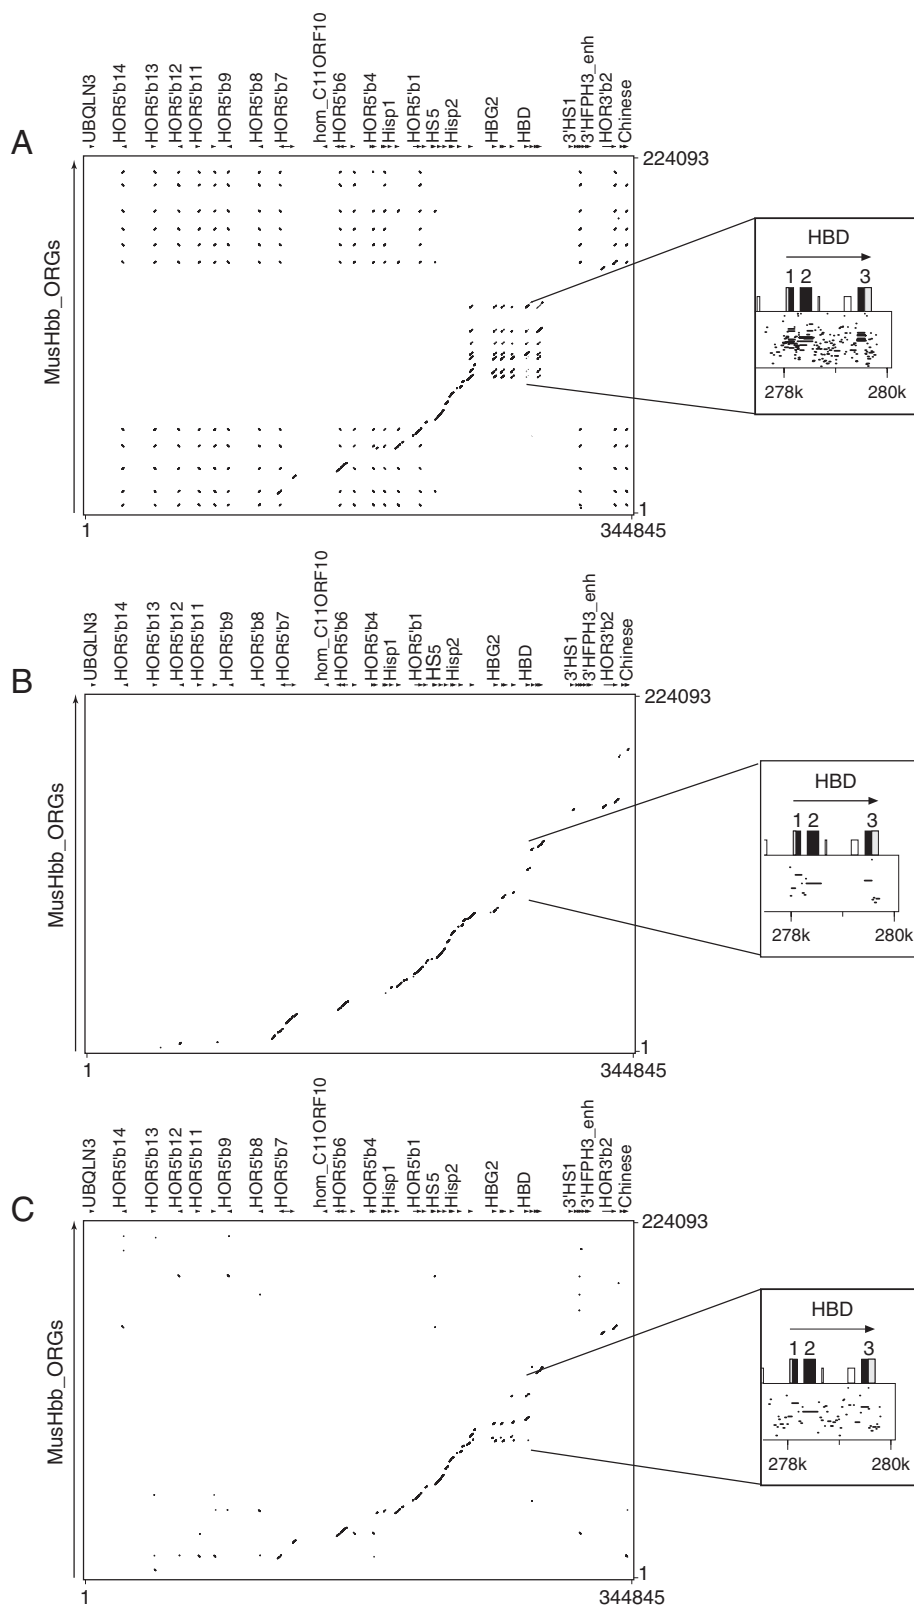 A
UBQLN3
HOR5'b14
HOR5'b13
HOR5'b12
HOR5'b11
HOR5'b9
HOR5'b8
HOR5'b7
hom_C11ORF10
HOR5'b6
HOR5'b4
Hisp1
HOR5'b1
HS5
Hisp2
HBG2
HBD
3'HS1
3'HFPH3_enh
HOR3'b2
Chinese
MusHbb_ORGs
224093
1
1
344845
HBD
1 2 3
278k 280k
B
UBQLN3
HOR5'b14
HOR5'b13
HOR5'b12
HOR5'b11
HOR5'b9
HOR5'b8
HOR5'b7
hom_C11ORF10
HOR5'b6
HOR5'b4
Hisp1
HOR5'b1
HS5
Hisp2
HBG2
HBD
3'HS1
3'HFPH3_enh
HOR3'b2
Chinese
MusHbb_ORGs
224093
1
1
344845
HBD
1 2 3
278k 280k
C
UBQLN3
HOR5'b14
HOR5'b13
HOR5'b12
HOR5'b11
HOR5'b9
HOR5'b8
HOR5'b7
hom_C11ORF10
HOR5'b6
HOR5'b4
Hisp1
HOR5'b1
HS5
Hisp2
HBG2
HBD
3'HS1
3'HFPH3_enh
HOR3'b2
Chinese
MusHbb_ORGs
224093
1
1
344845
HBD
1 2 3
278k 280k